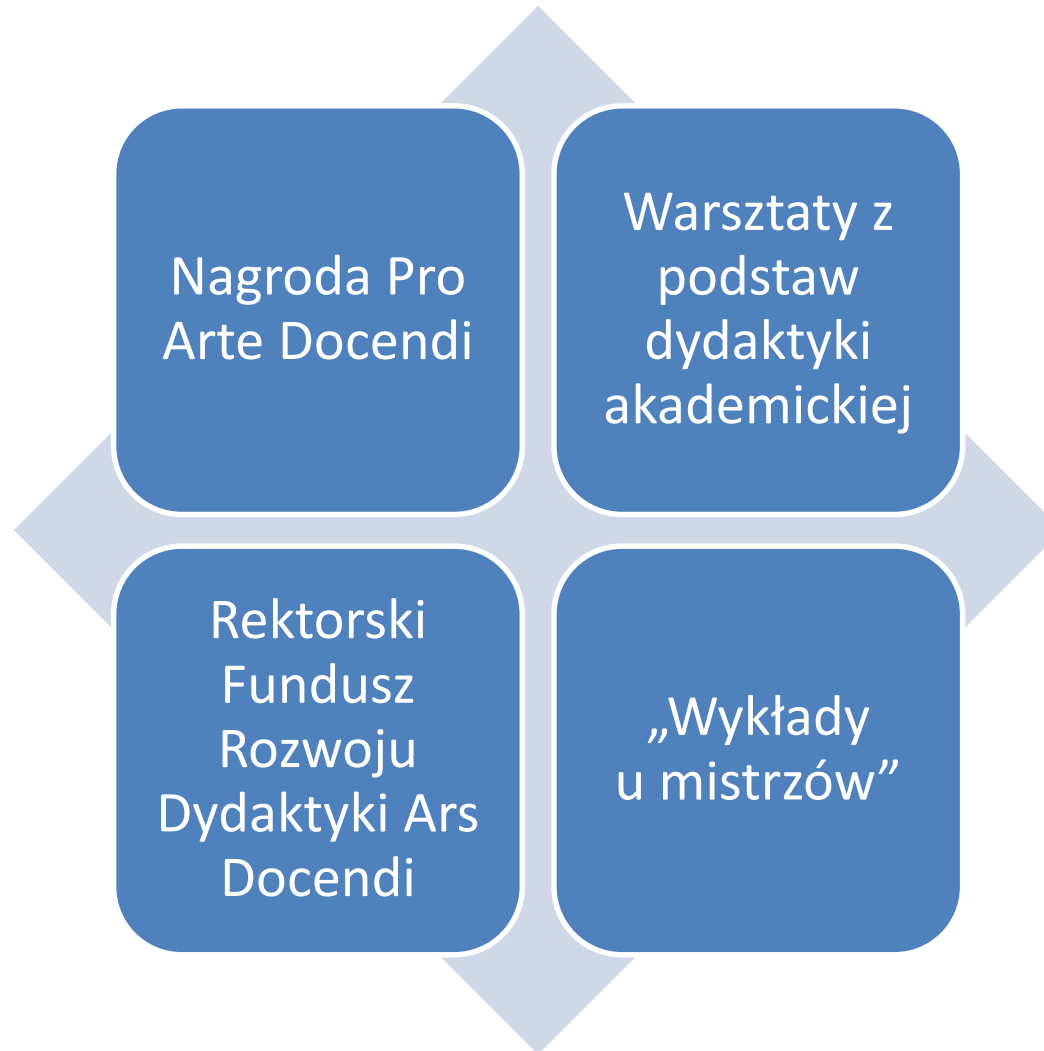 Nagroda Pro
Arte Docendi
Warsztaty z
podstaw
dydaktyki
akademickiej
Rektorski
Fundusz
Rozwoju
Dydaktyki Ars
Docendi
„Wykłady
u mistrzów”